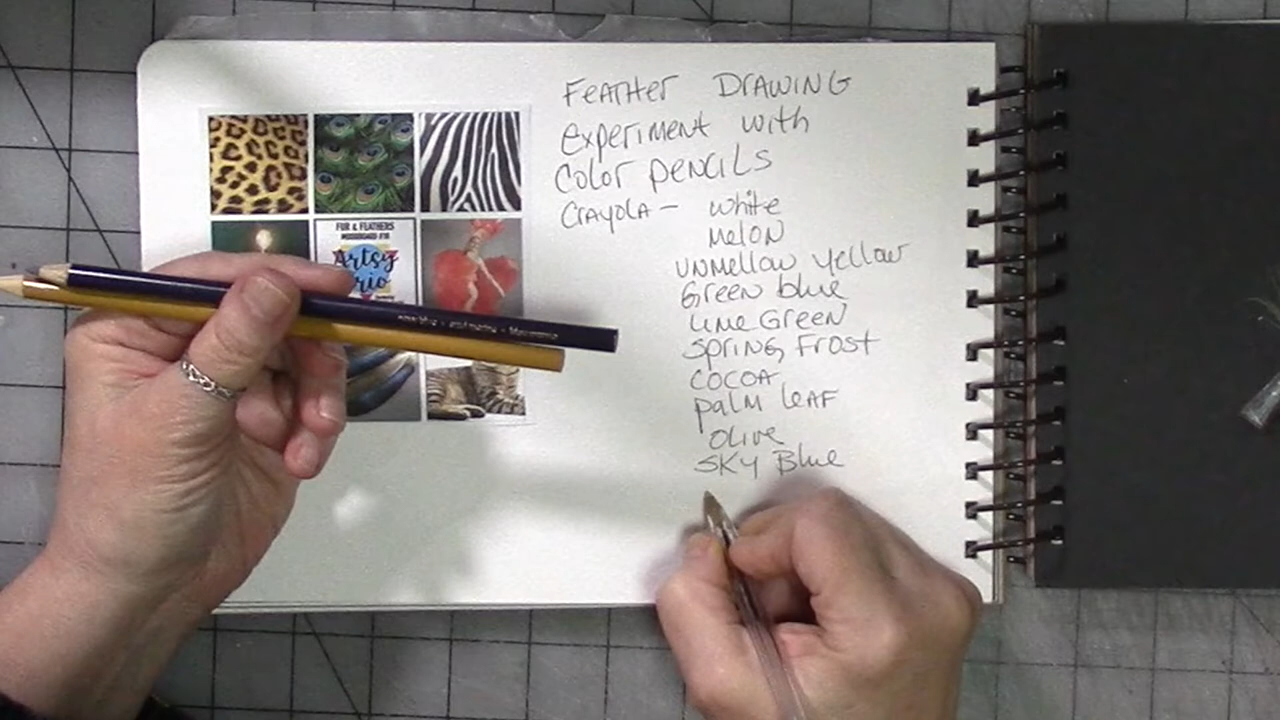 FEATHER DRAWING
Experiment with
Color pencils
Crayola - white
Melon
UNMellow Yellow
Green blue
Lime Green
Spring Frost
COCOA
Palm leaf
Olive
SKY Blue
FUR & FEATHERS
Artsy